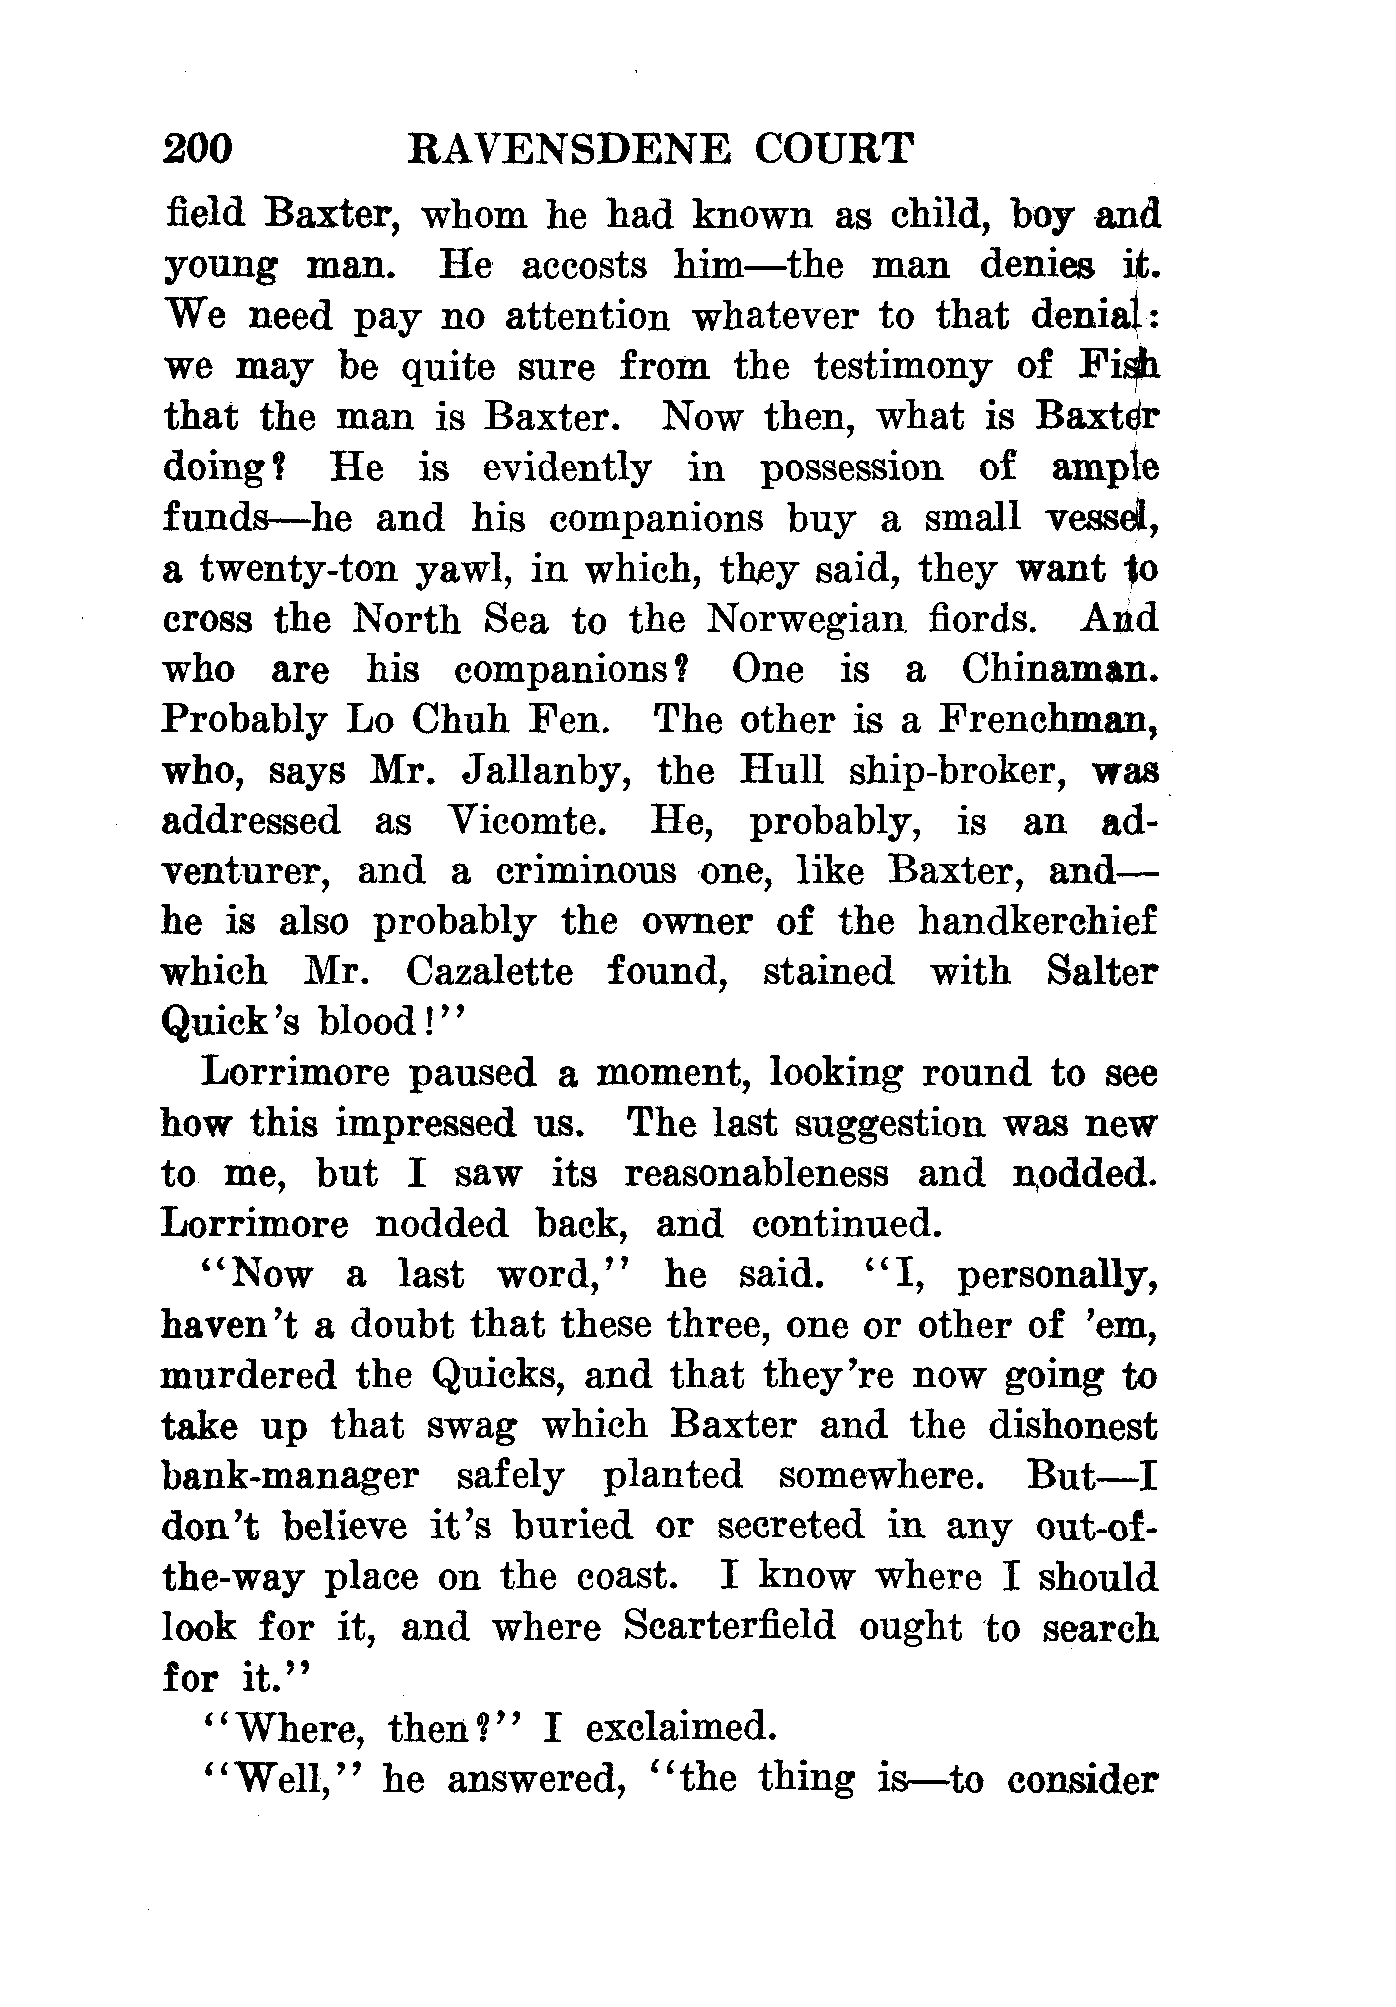 200 RAVENSDENE COURT
field Baxter, whom he had known as child, boy and
young man. He accosts him—the man denies it.
We need pay no attention whatever to that denial:
we may be quite sure from the testimony of Fish
that the man is Baxter. Now then, what is Baxter
doing? He is evidently in possession of ample
funds—he and his companions buy a small vessel,
a twenty-ton yawl, in which, they said, they want to
cross the North Sea to the Norwegian fiords. And
who are his companions? One is a Chinaman.
Probably Lo Chuh Fen. The other is a Frenchman,
who, says Mr. Jallanby, the Hull ship-broker, was
addressed as Vicomte. He, probably, is an ad-
venturer, and a criminous one, like Baxter, and—
he is also probably the owner of the handkerchief
which Mr. Cazalette found, stained with Salter
Quick's blood!"
Lorrimore paused a moment, looking round to see
how this impressed us. The last suggestion was new
to me, but I saw its reasonableness and nodded.
Lorrimore nodded back, and continued.
"Now a last word," he said. "I, personally,
haven't a doubt that these three, one or other of 'em,
murdered the Quicks, and that they're now going to
take up that swag which Baxter and the dishonest
bank-manager safely planted somewhere. But—I
don't believe it's buried or secreted in any out-of-
the-way place on the coast. I know where I should
look for it, and where Scarterfield ought to search
for it."
"Where, then?" I exclaimed.
"Well," he answered, "the thing is—to consider